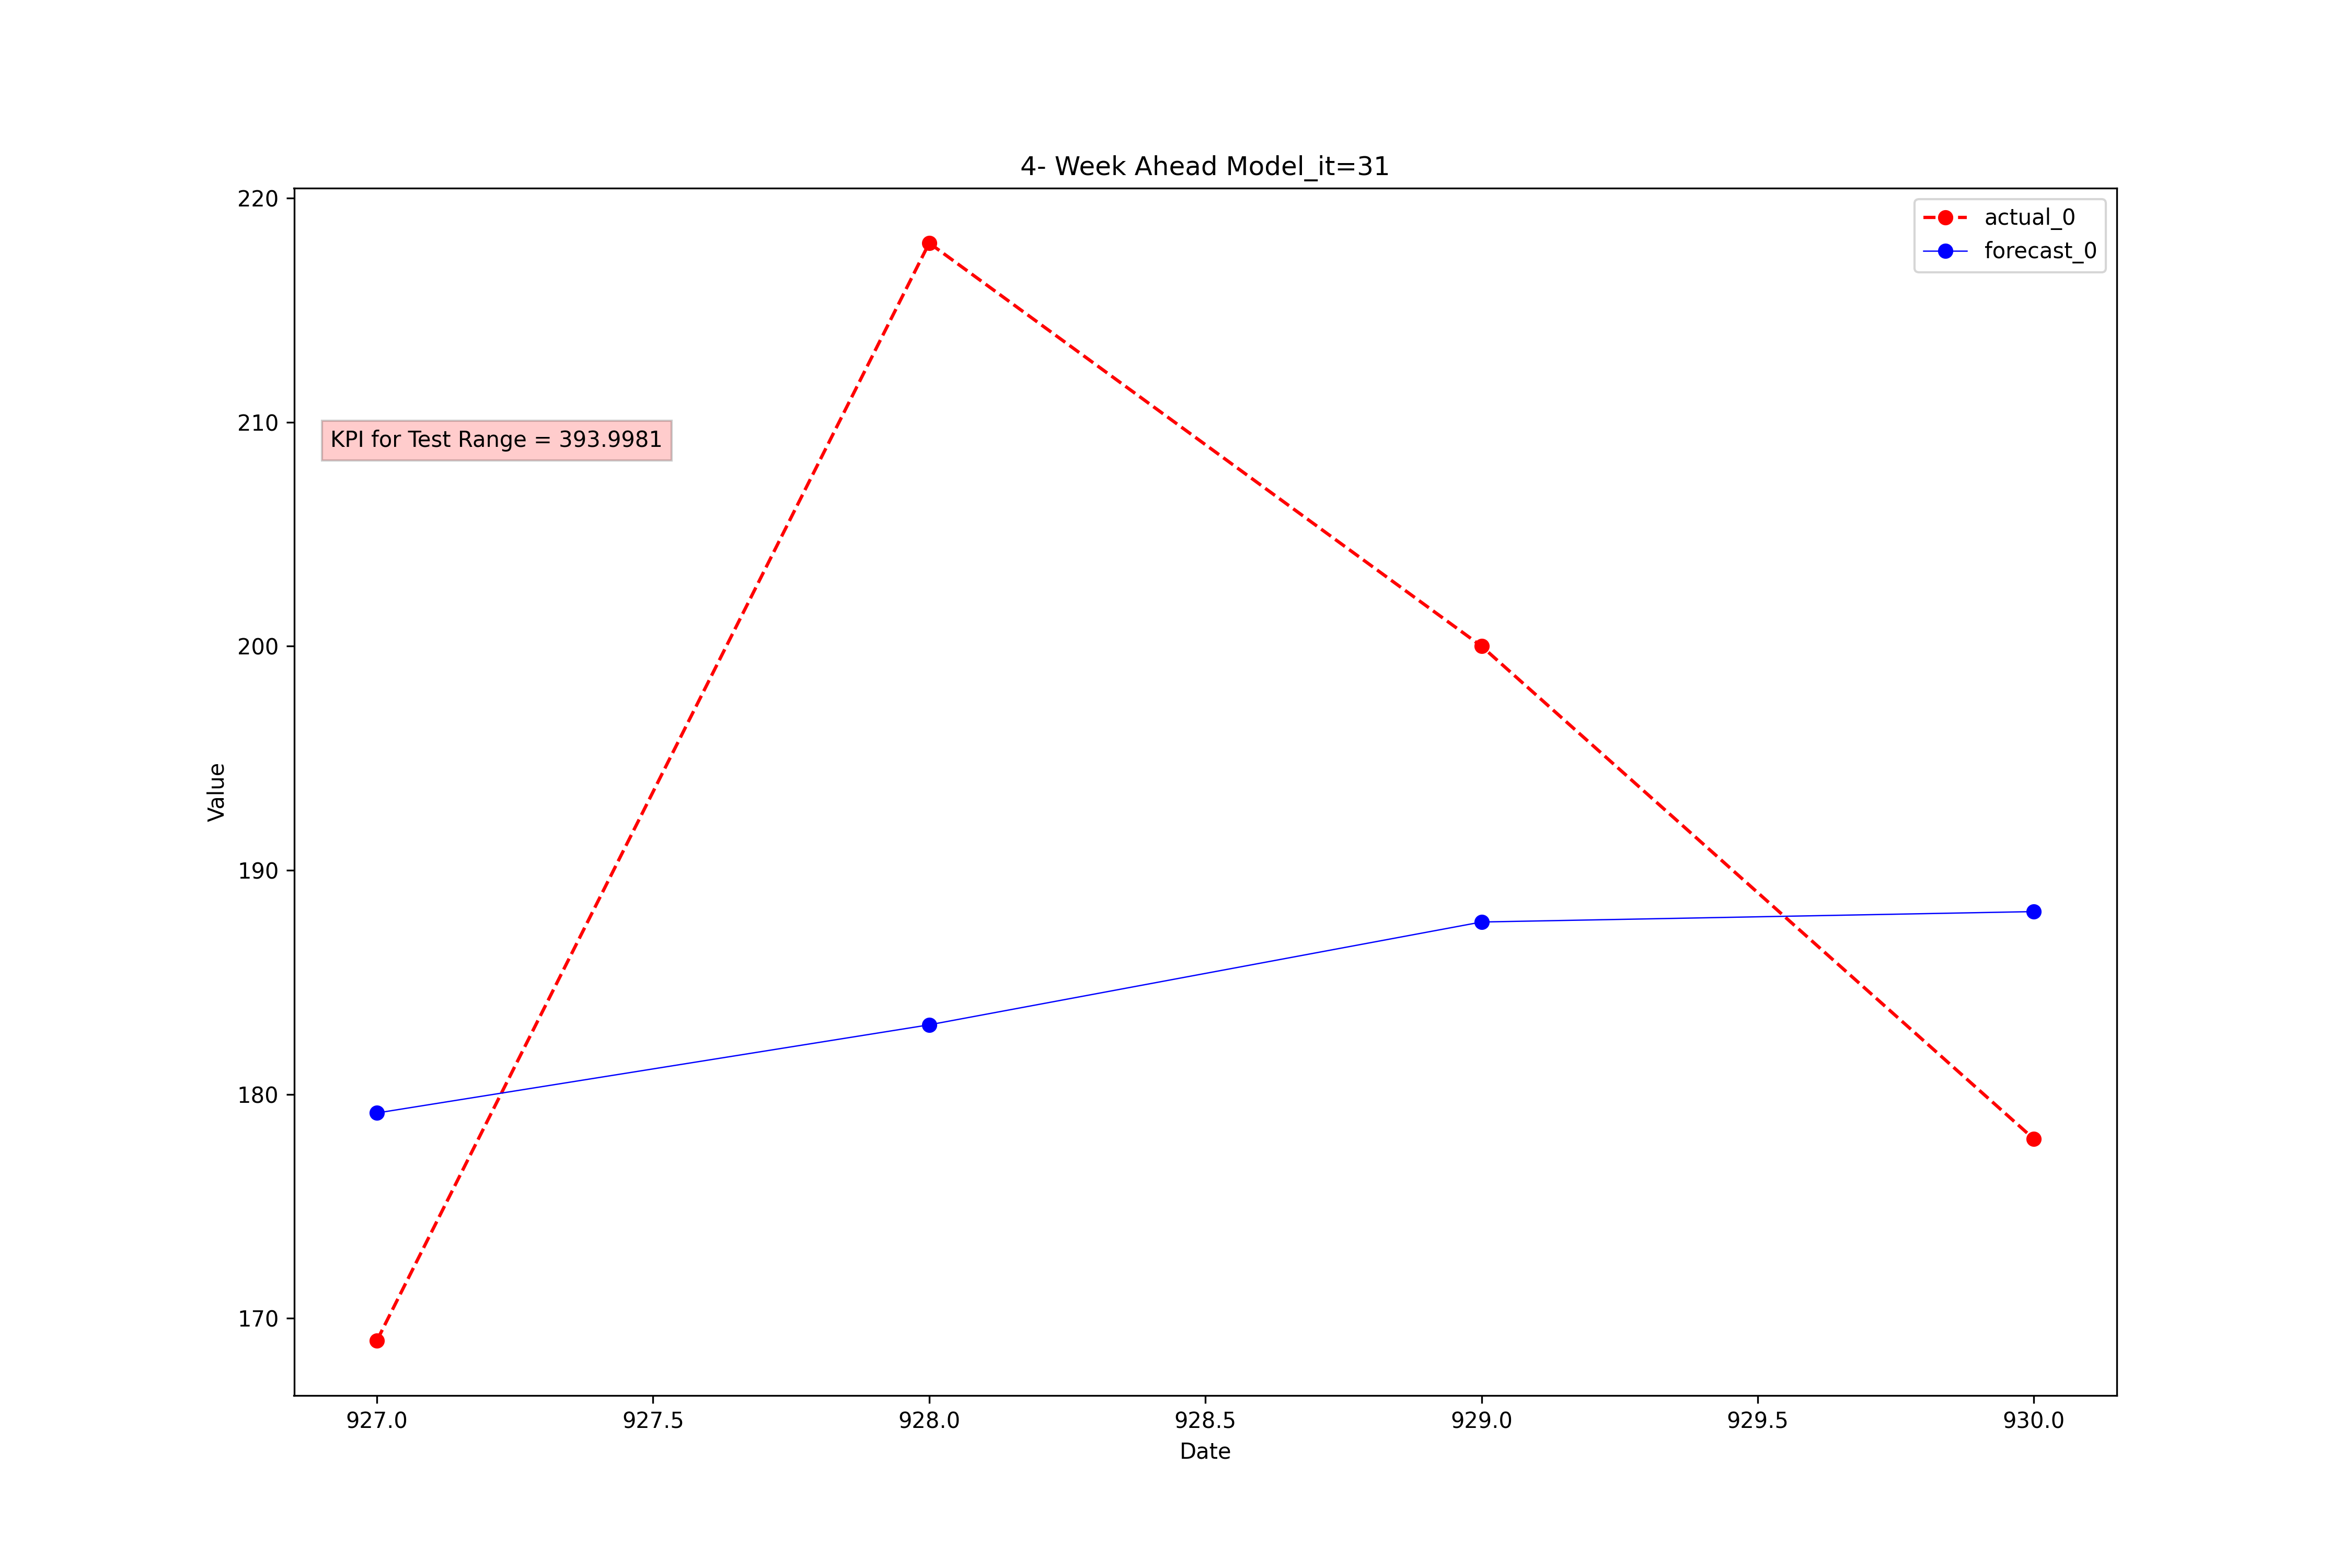 4- Week Ahead Model_it=31
220
210
200
190
180
170
Value
KPI for Test Range = 393.9981
actual_0
forecast_0
927.0 927.5 928.0 928.5 929.0 929.5 930.0
Date